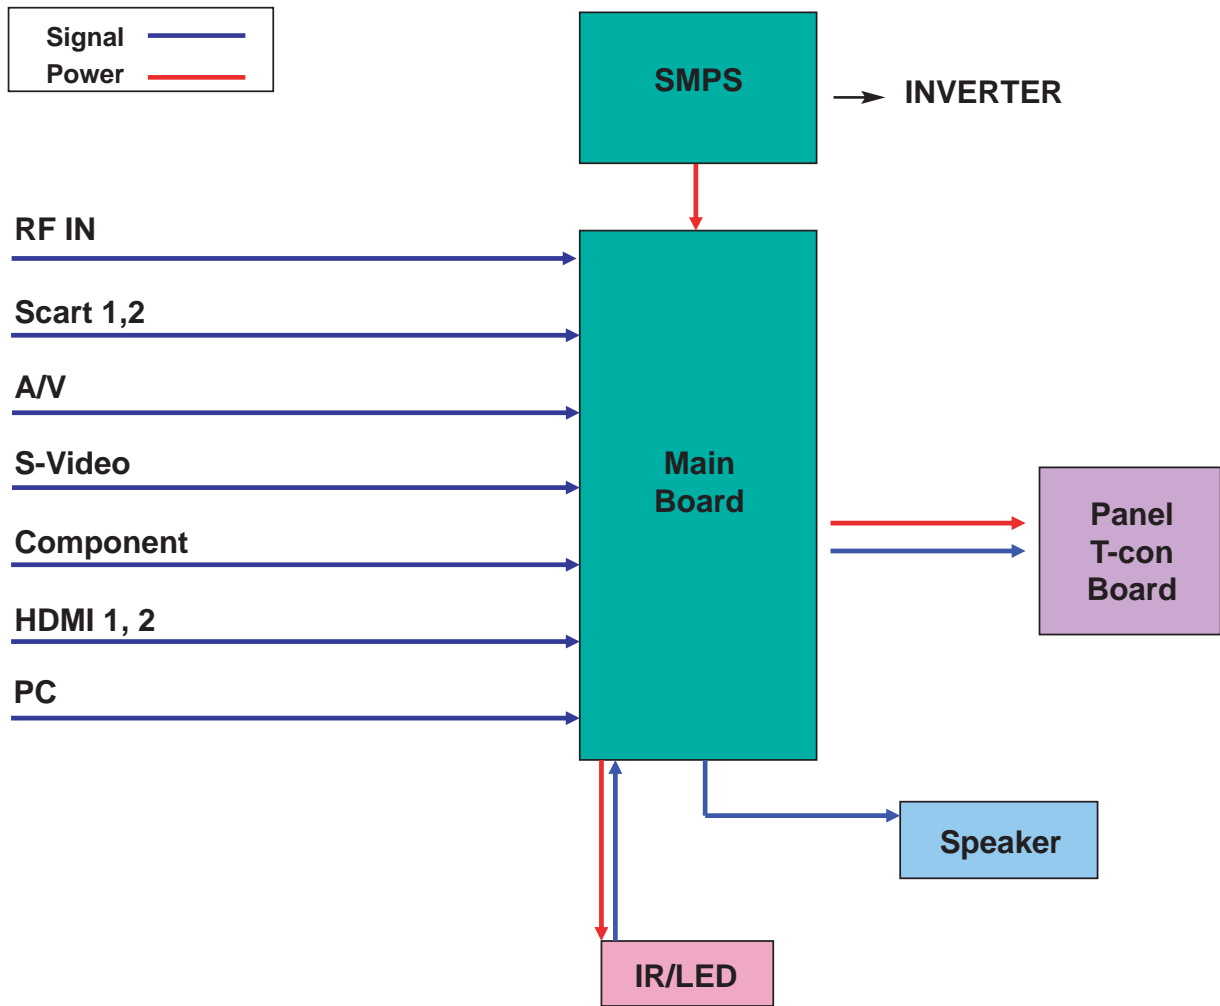 Signal
Power
SMPS
INVERTER
RF IN
Scart 1,2
A/V
S-Video
Component
HDMI 1, 2
PC
Main
Board
Panel
T-con
Board
Speaker
IR/LED